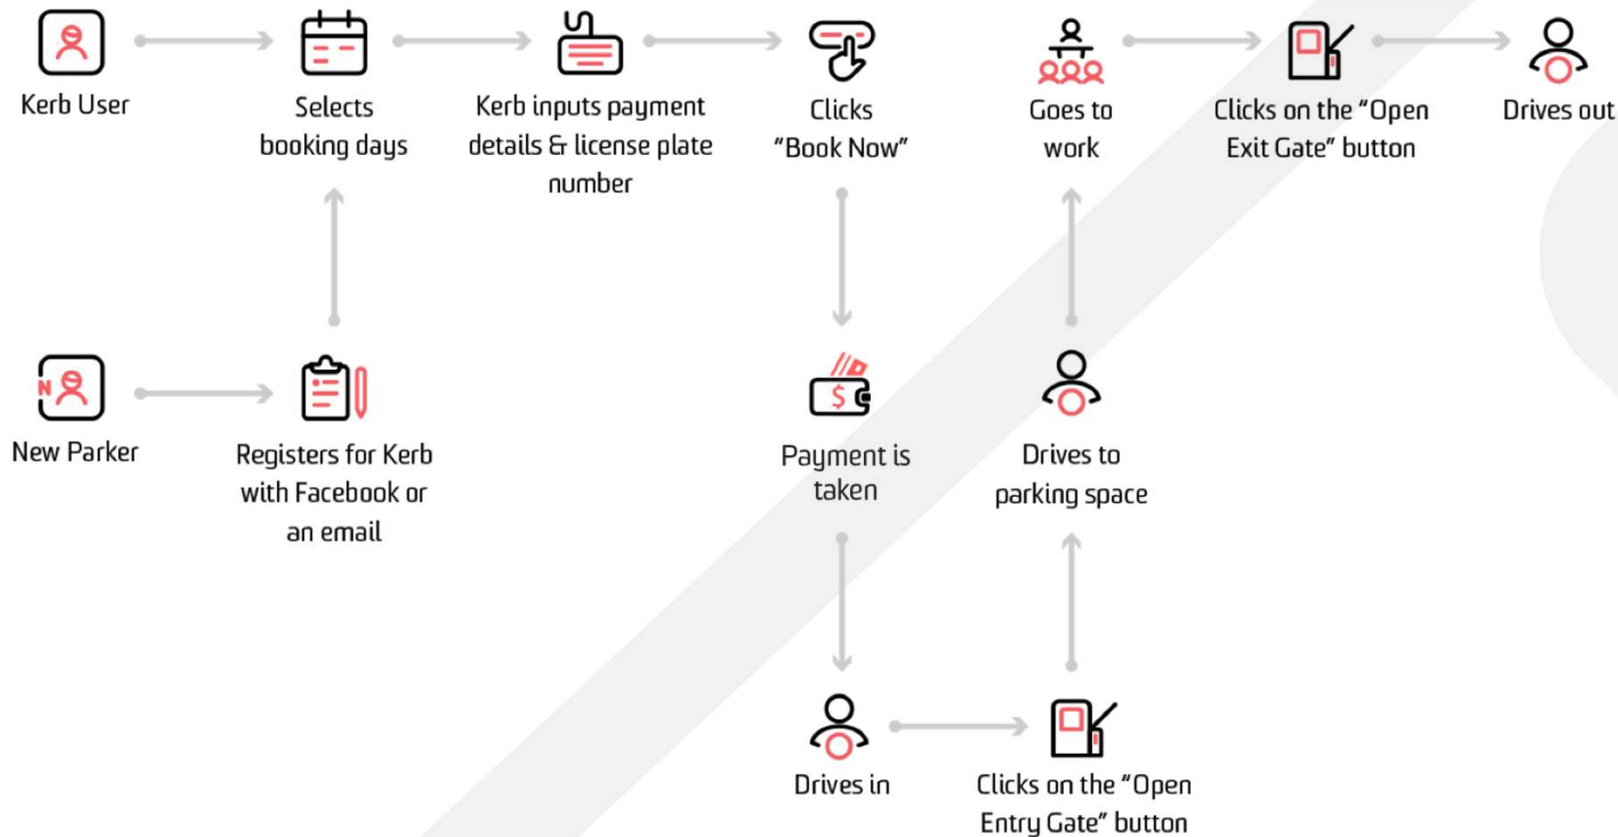 Kerb User
Selects
booking days
Kerb inputs payment
details & license plate
number
Clicks
“Book Now”
Goes to
work
Clicks on the “Open
Exit Gate” button
Drives out
N
New Parker
Registers for Kerb
with Facebook or
an email
$
Payment is
taken
Drives to
parking space
Drives in
Clicks on the “Open
Entry Gate” button